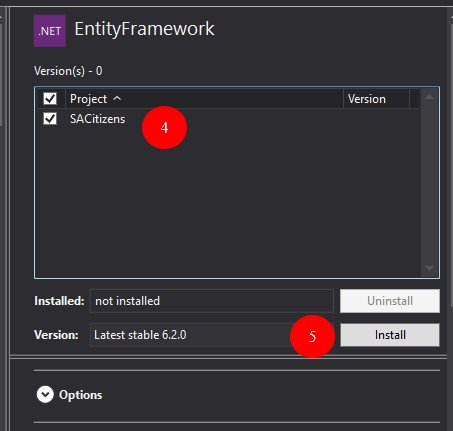 .NET EntityFramework
Version(s) - 0
Project Version
SACitizens
4
Installed: not installed Uninstall
Version: Latest stable 6.2.0 5 Install
Options